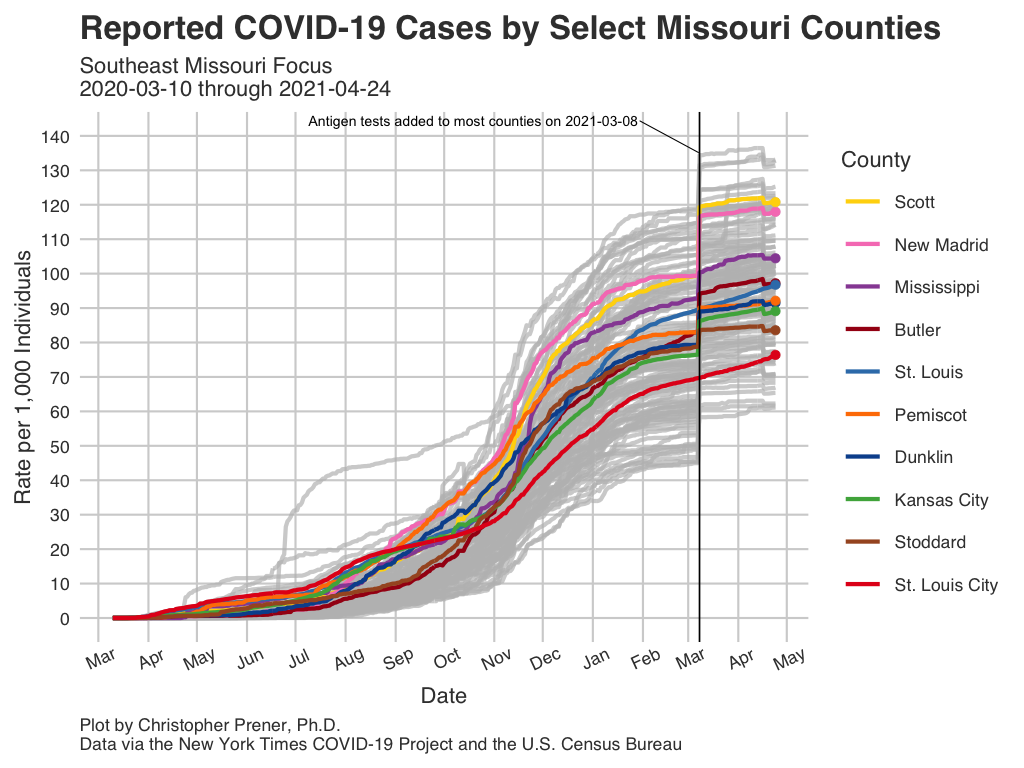 Reported COVID-19 Cases by Select Missouri Counties
Southeast Missouri Focus
2020-03-10 through 2021-04-24
Antigen tests added to most counties on 2021-03-08
140
130
120
110
100
90
80
70
60
50
40
30
20
10
0
Rate per 1,000 Individuals
Mar
Apr
May
Jun
Jul
Aug
Sep
Oct
Nov
Dec
Jan
Feb
Mar
Apr
May
Date
County
Scott
New Madrid
Mississippi
Butler
St. Louis
Pemiscot
Dunklin
Kansas City
Stoddard
St. Louis City
Plot by Christopher Prener, Ph.D.
Data via the New York Times COVID-19 Project and the U.S. Census Bureau